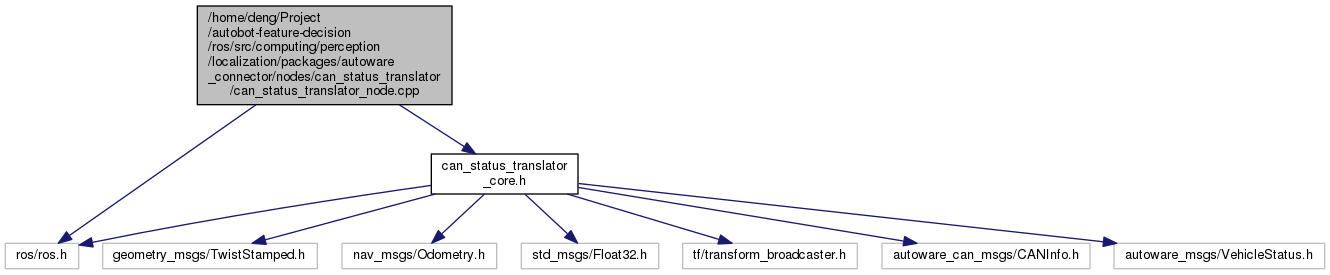 /home/deng/Project
/autobot-feature-decision
/ros/src/computing/perception
/localization/packages/autoware
_connector/nodes/can_status_translator
/can_status_translator_node.cpp
can_status_translator
_core.h
ros/ros.h
geometry_msgs/TwistStamped.h
nav_msgs/Odometry.h
std_msgs/Float32.h
tf/transform_broadcaster.h
autoware_can_msgs/CANInfo.h
autoware_msgs/VehicleStatus.h